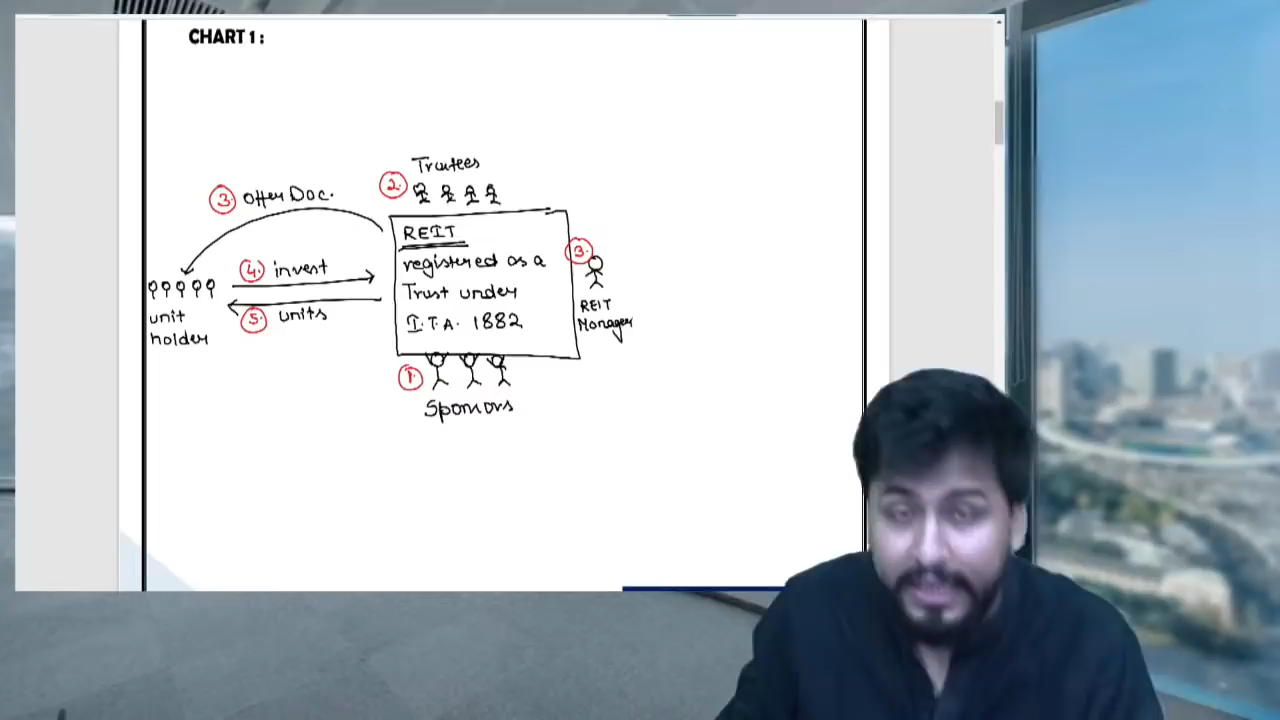 CHART 1 :
Trustees
2.
3. Offer Doc.
REIT
3.
registered as a
4. invest
Trust under
REIT
Manager
5. units
unit
holder
I.T.A. 1882
1.
Sponsors